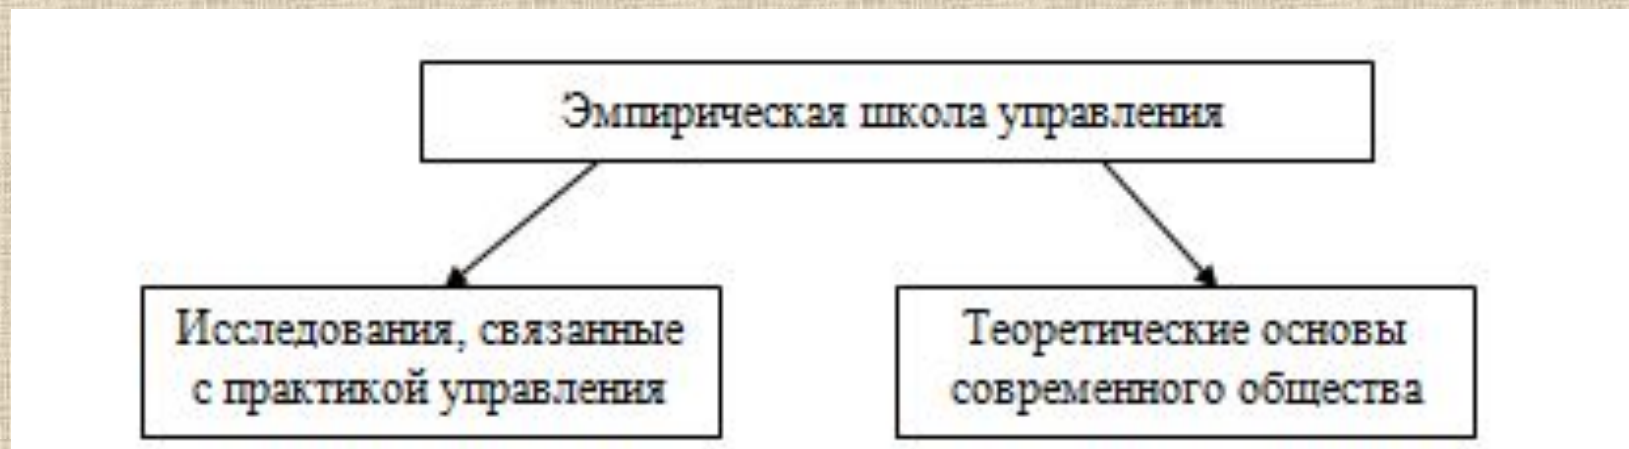 Эмпирическая школа управления
Исследования, связанные
с практикой управления
Теоретические основы
современного общества